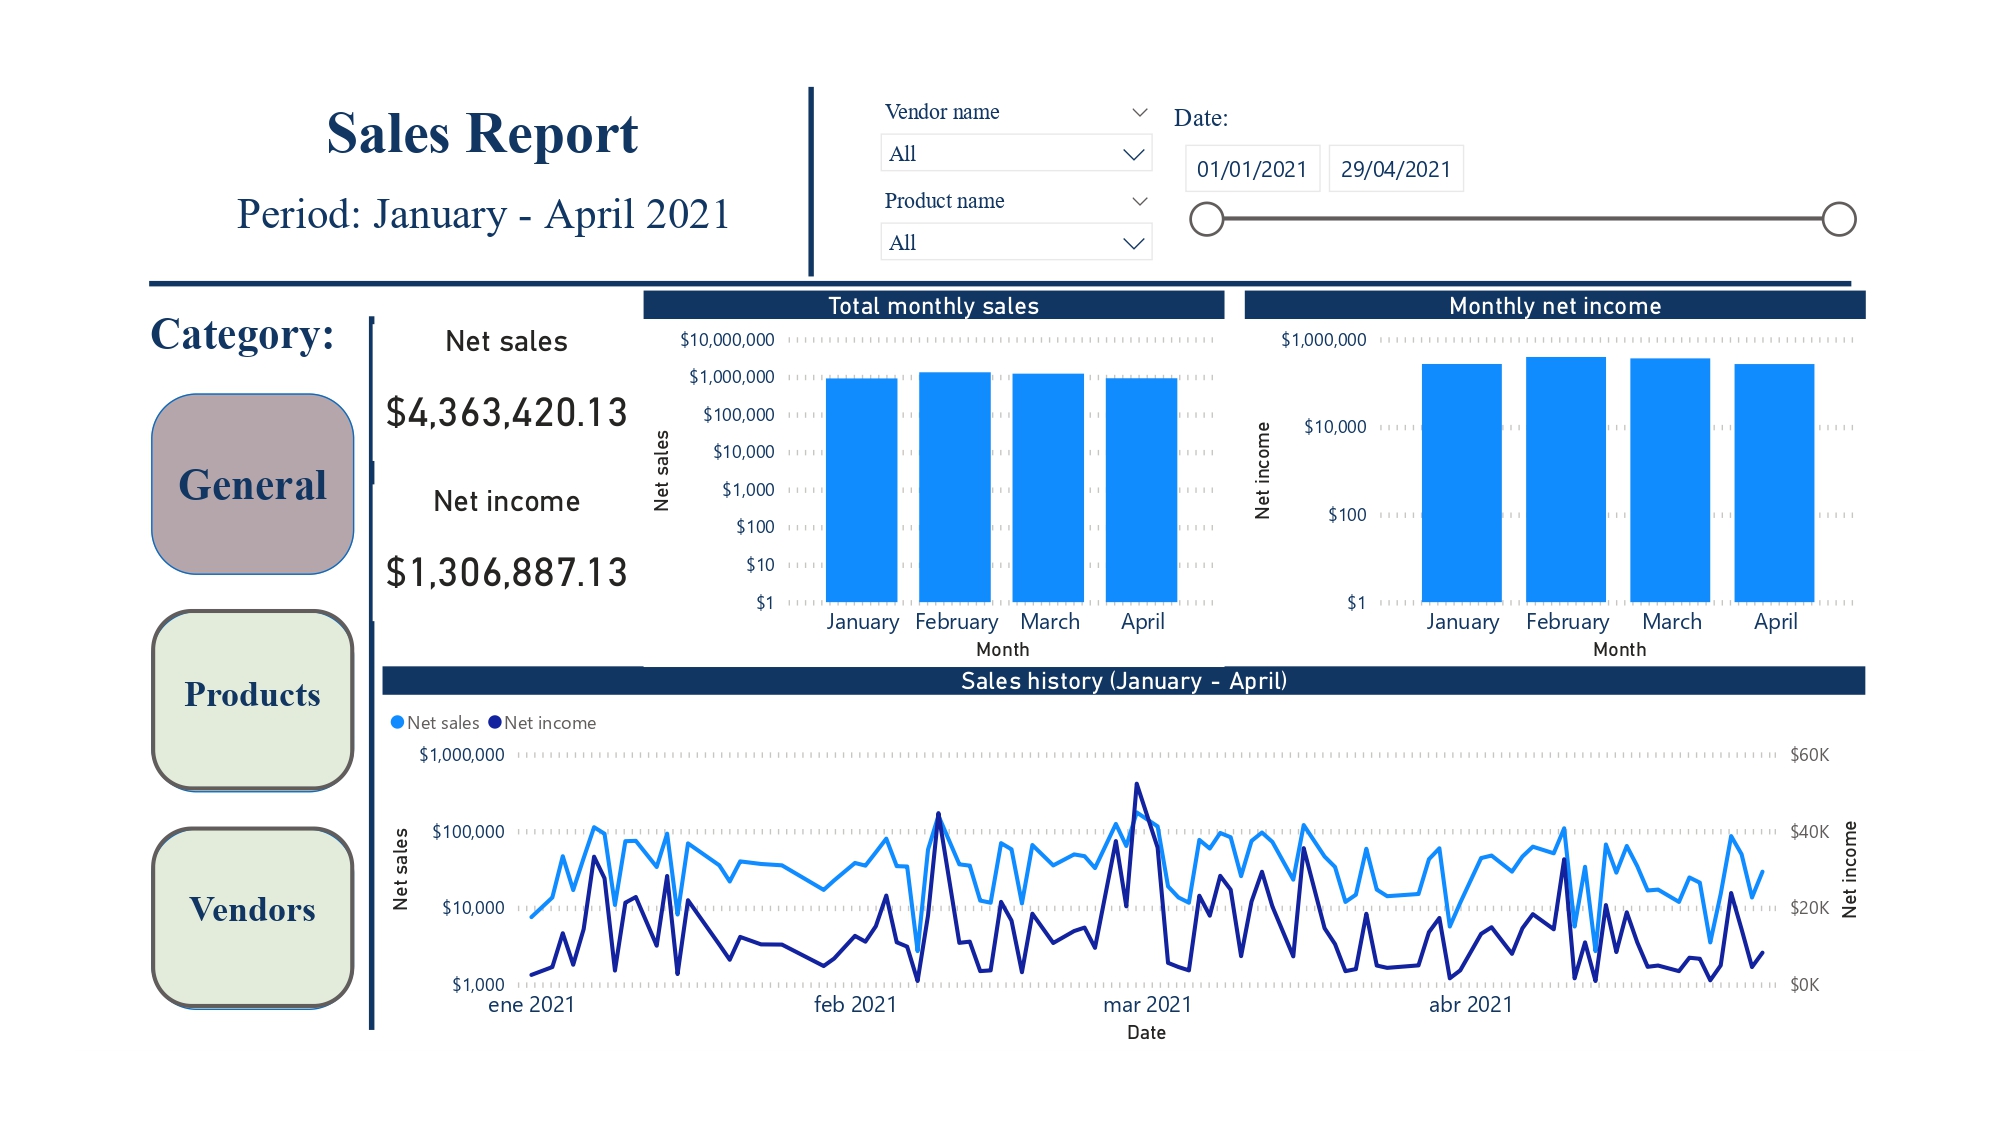 Sales Report
Period: January - April 2021
Vendor name
All
Product name
All
Date:
01/01/2021 29/04/2021
Category:
General
Products
Vendors
Net sales
$4,363,420.13
Net income
$1,306,887.13
Total monthly sales
Net sales
$10,000,000
$1,000,000
$100,000
$10,000
$1,000
$100
$10
$1
January February March April
Month
Monthly net income
Net income
$1,000,000
$10,000
$100
$1
January February March April
Month
Sales history (January - April)
Net sales Net income
Net sales
$1,000,000
$100,000
$10,000
$1,000
$60K
$40K
$20K
$0K
Net income
ene 2021 feb 2021 mar 2021 abr 2021
Date